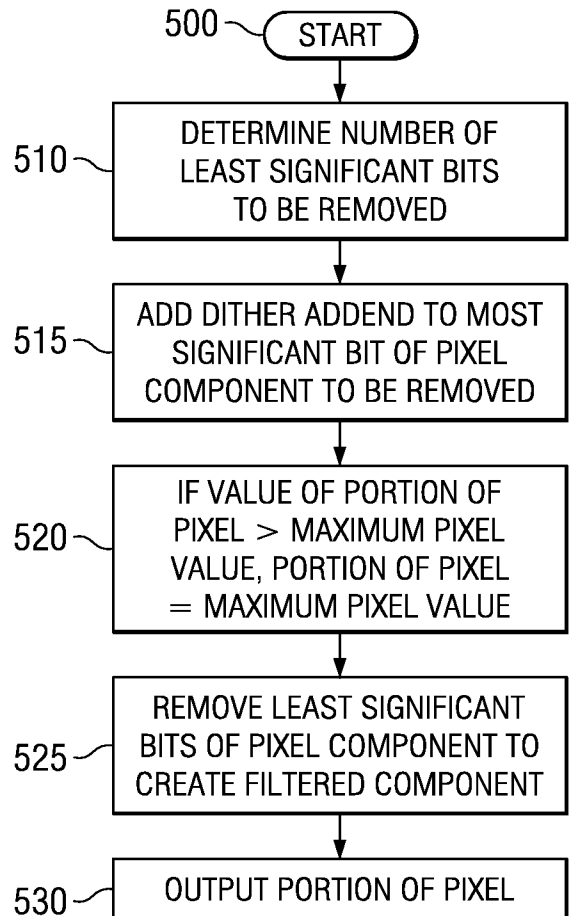 500
START
510
DETERMINE NUMBER OF
LEAST SIGNIFICANT BITS
TO BE REMOVED
515
ADD DITHER ADDEND TO MOST
SIGNIFICANT BIT OF PIXEL
COMPONENT TO BE REMOVED
520
IF VALUE OF PORTION OF
PIXEL > MAXIMUM PIXEL
VALUE, PORTION OF PIXEL
= MAXIMUM PIXEL VALUE
525
REMOVE LEAST SIGNIFICANT
BITS OF PIXEL COMPONENT TO
CREATE FILTERED COMPONENT
530
OUTPUT PORTION OF PIXEL